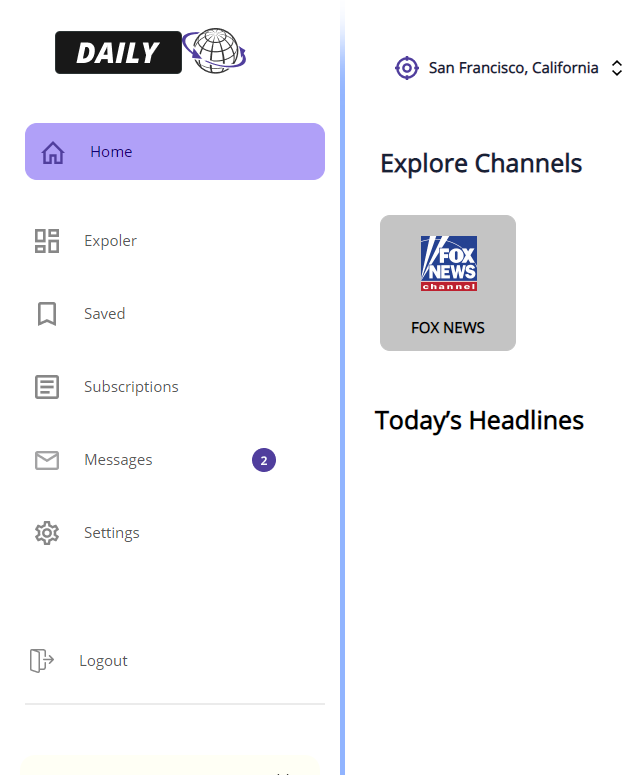 DAILY
San Francisco, California
Home
Explore Channels
Expoler
FOX
NEWS
channel
Saved
FOX NEWS
Subscriptions
Today's Headlines
Messages
2
Settings
Logout